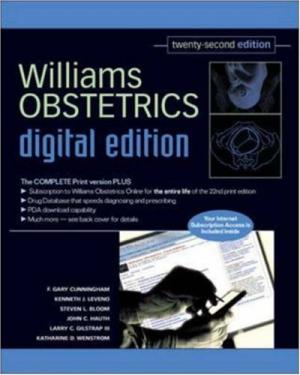 twenty-second edition
Williams
OBSTETRICS
digital edition
The COMPLETE Print version PLUS
▶ Subscription to Williams Obstetrics Online for the entire life of the 22nd print edition
▶ Drug Database that speeds diagnosing and prescribing
▶ PDA download capability
▶ Much more — see back cover for details
Your Internet
Subscription Access is
Included Inside
F. GARY CUNNINGHAM
KENNETH J. LEVENO
STEVEN L. BLOOM
JOHN C. HAUTH
LARRY C. GILSTRAP III
KATHARINE D. WENSTROM